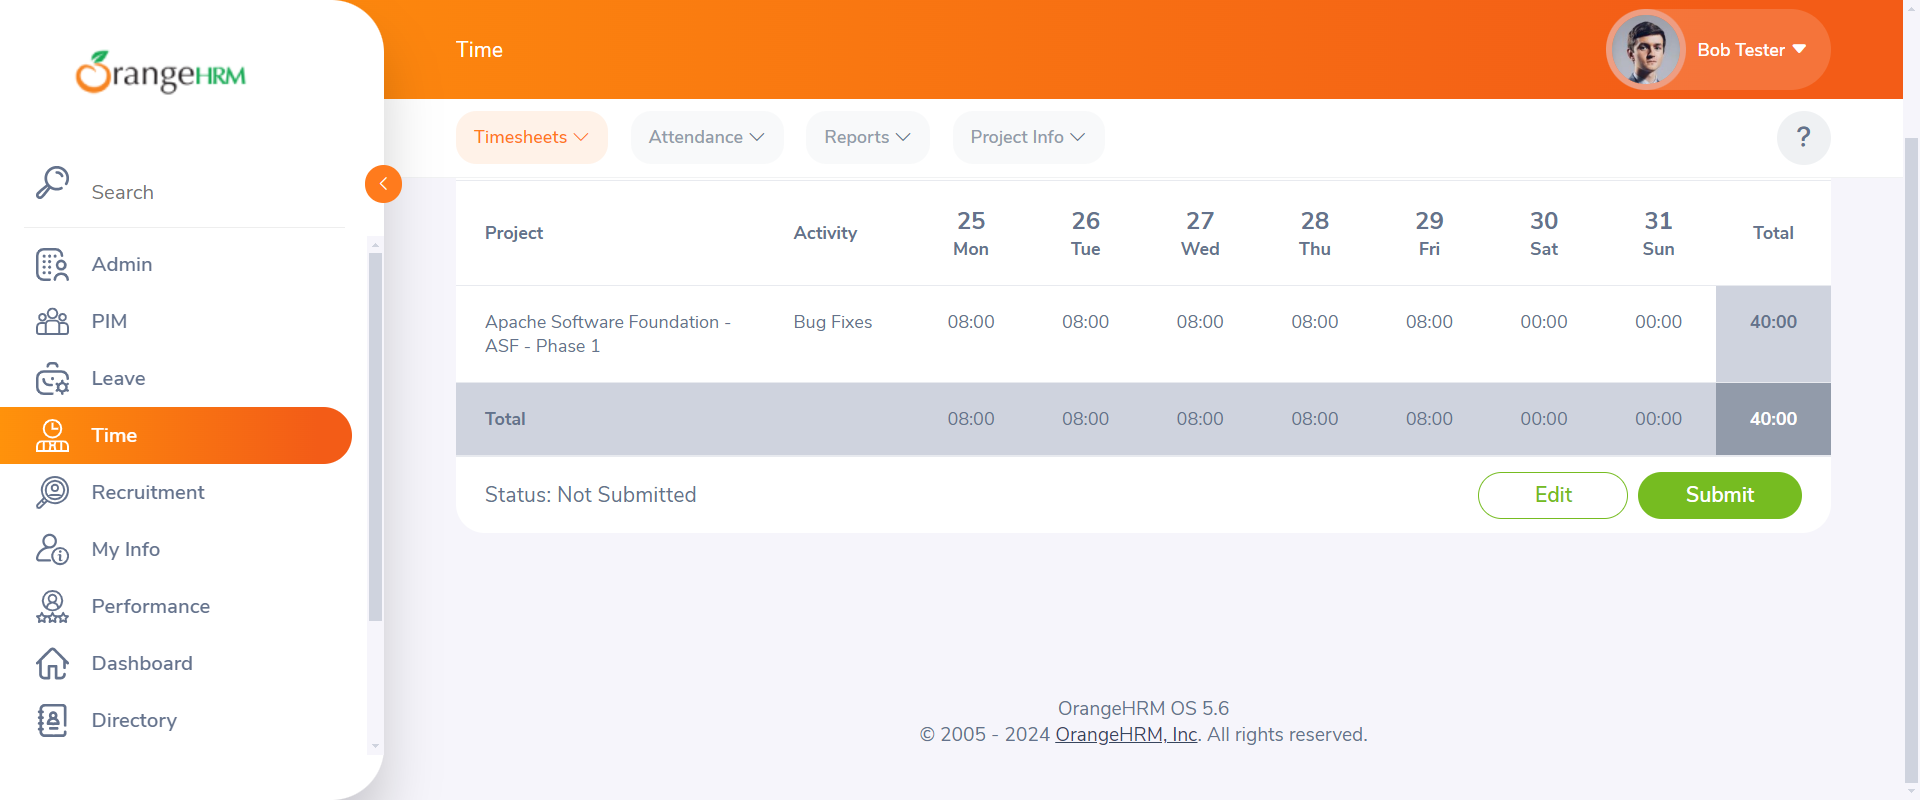 OrangeHRM
Time
Bob Tester
Timesheets
Attendance
Reports
Project Info
?
Search
Admin
PIM
Leave
Time
Recruitment
My Info
Performance
Dashboard
Directory
Project Activity 25 Mon 26 Tue 27 Wed 28 Thu 29 Fri 30 Sat 31 Sun Total
Apache Software Foundation - Bug Fixes 08:00 08:00 08:00 08:00 08:00 00:00 00:00 40:00
ASF - Phase 1
Total 08:00 08:00 08:00 08:00 08:00 00:00 00:00 40:00
Status: Not Submitted
Edit
Submit
OrangeHRM OS 5.6
© 2005 - 2024 OrangeHRM, Inc. All rights reserved.